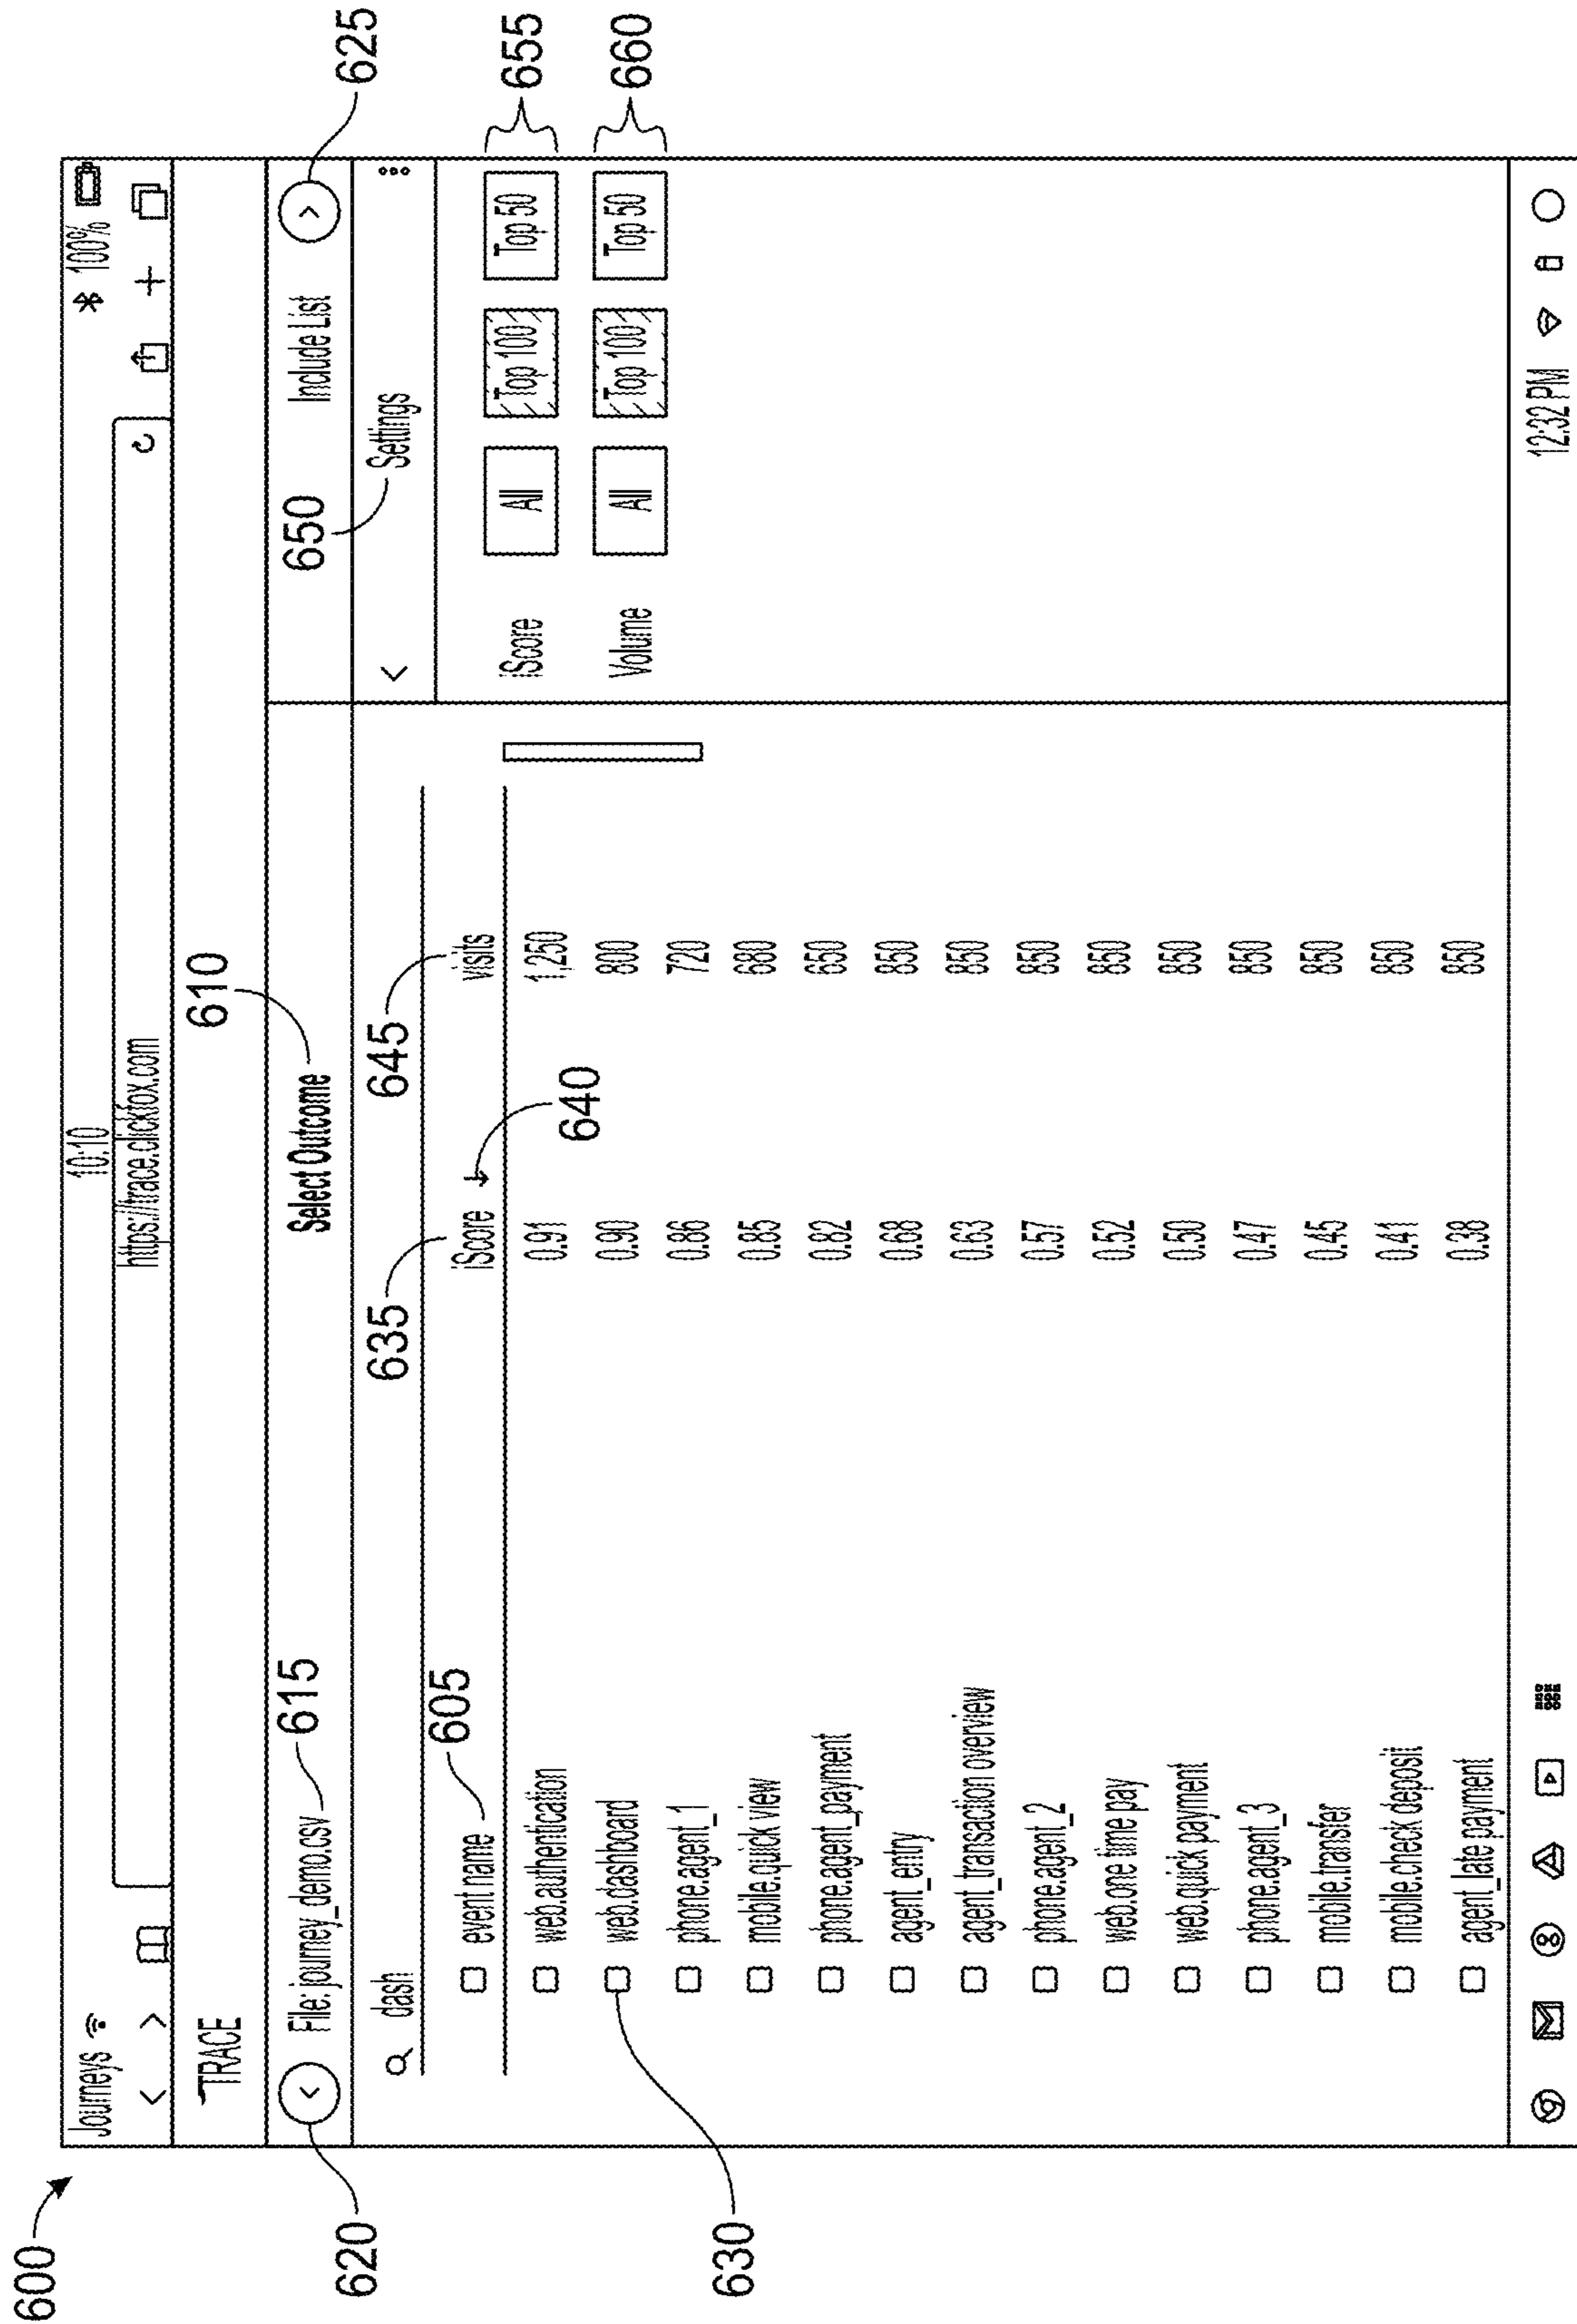 600
Journeys 10:10 100%
https://trace.clickfox.com
TRACE
610
615 650 625
File: journey_demo.csv Select Outcome Include List
620
dash 635 645 Settings
605
event name iScore ↓ visits
640
web.authentication 0.91 1,250
web.dashboard 0.90 800
phone.agent_1 0.86 720
mobile.quick view 0.85 680
phone.agent_payment 0.82 650
agent_entry 0.68 850
agent_transaction overview 0.63 850
phone.agent_2 0.57 850
web.one time pay 0.52 850
web.quick payment 0.50 850
phone.agent_3 0.47 850
mobile.transfer 0.45 850
mobile.check deposit 0.41 850
agent_late payment 0.38 850
630
iScore All Top 100 Top 50 655
Volume All Top 100 Top 50 660
12:32 PM